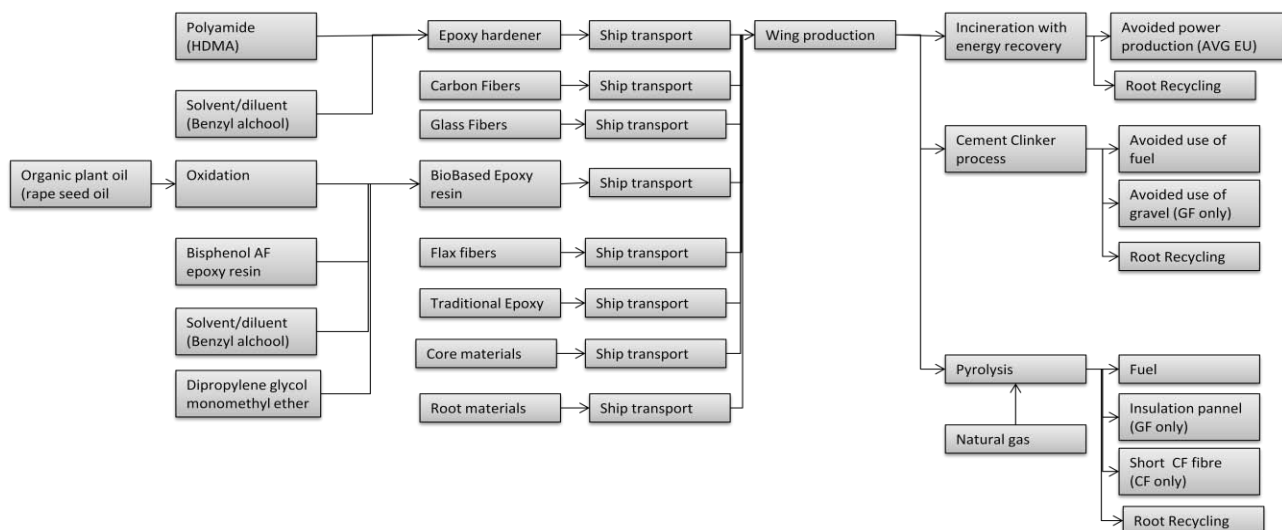 Polyamide
(HDMA)
Epoxy hardener
Ship transport
Wing production
Incineration with
energy recovery
Avoided power
production (AVG EU)
Root Recycling
Carbon Fibers
Ship transport
Solvent/diluent
(Benzyl alchool)
Glass Fibers
Ship transport
Cement Clinker
process
Avoided use of
fuel
Organic plant oil
(rape seed oil
Oxidation
BioBased Epoxy
resin
Ship transport
Avoided use of
gravel (GF only)
Bisphenol AF
epoxy resin
Flax fibers
Ship transport
Root Recycling
Solvent/diluent
(Benzyl alchool)
Traditional Epoxy
Ship transport
Core materials
Ship transport
Pyrolysis
Fuel
Dipropylene glycol
monomethyl ether
Root materials
Ship transport
Insulation pannel
(GF only)
Natural gas
Short  CF fibre
(CF only)
Root Recycling